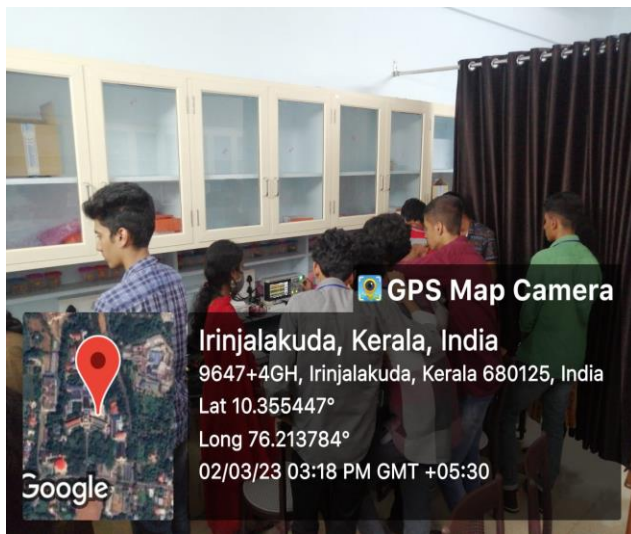 GPS Map Camera
Irinjalakuda, Kerala, India
9647+4GH, Irinjalakuda, Kerala 680125, India
Lat 10.355447°
Long 76.213784°
02/03/23 03:18 PM GMT +05:30
Google